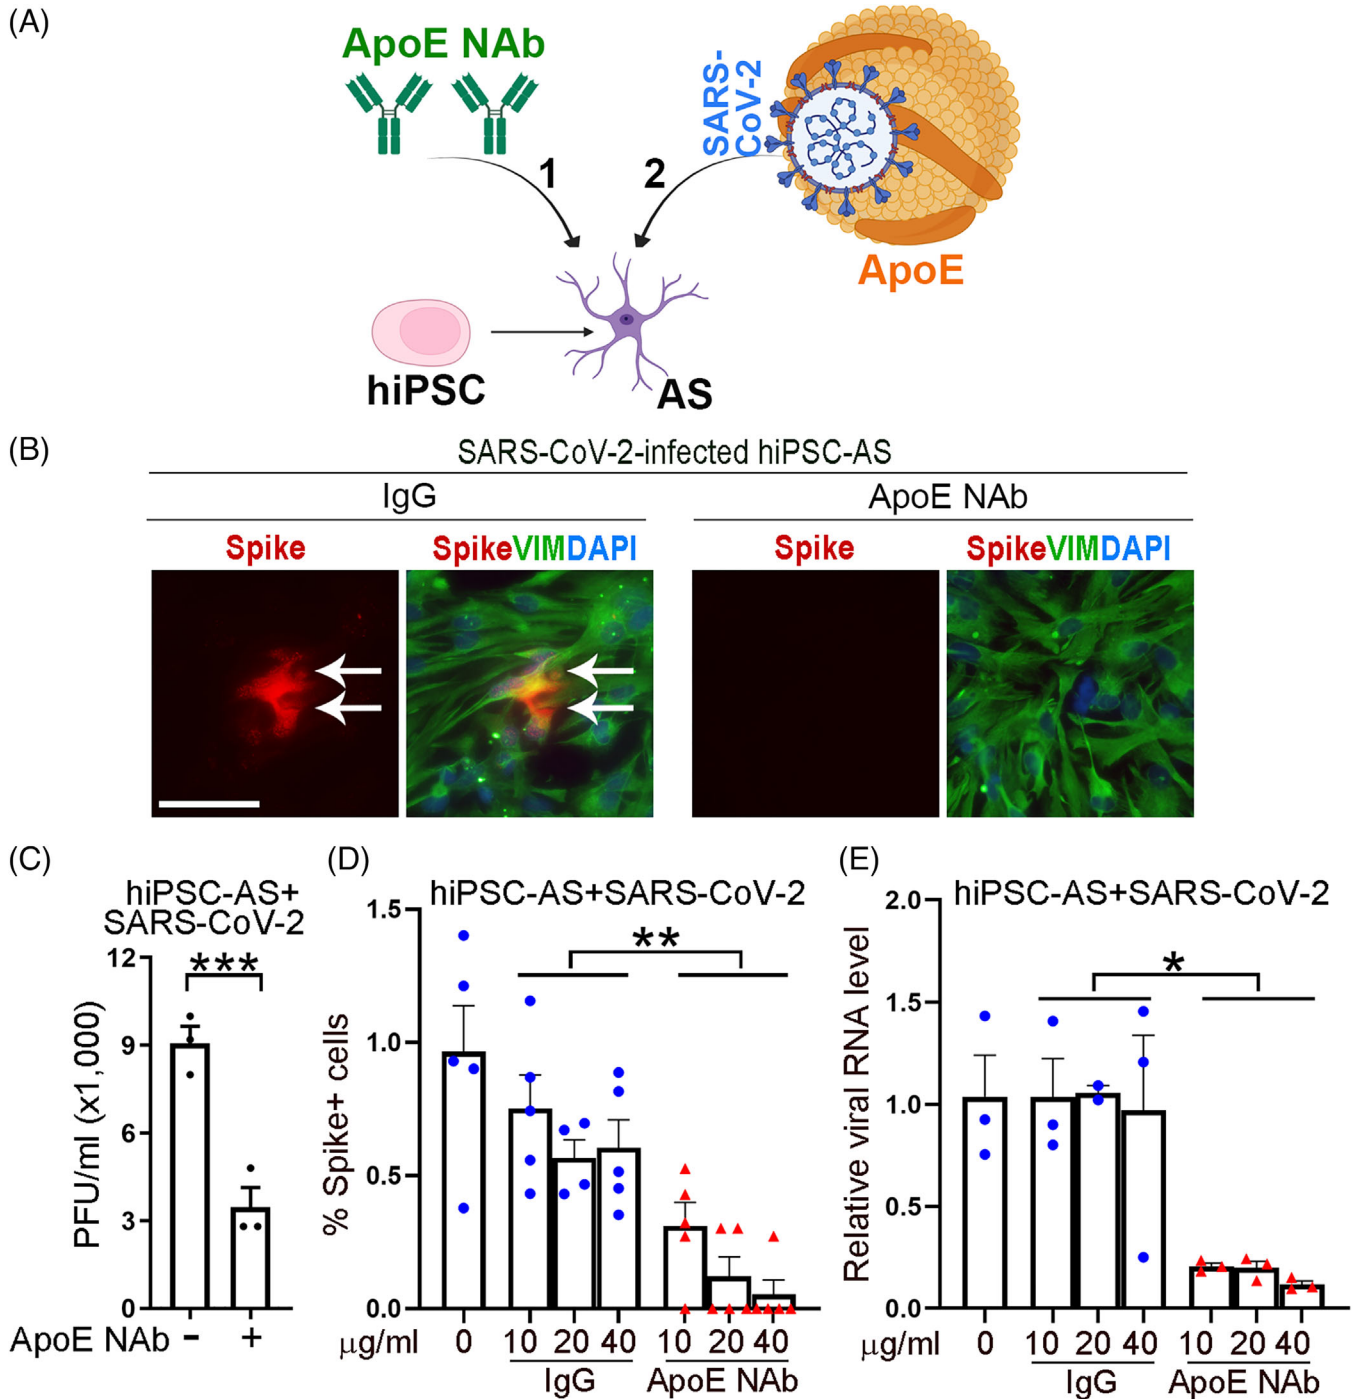 (A)
ApoE NAb
SARS-
CoV-2
1
2
ApoE
hiPSC
AS
(B)
SARS-CoV-2-infected hiPSC-AS
IgG
ApoE NAb
Spike
SpikeVIMDAPI
Spike
SpikeVIMDAPI
(C)
hiPSC-AS+
SARS-CoV-2
***
PFU/ml (x1,000)
12
9
6
3
0
ApoE NAb - +
(D)
hiPSC-AS+SARS-CoV-2
**
% Spike+ cells
1.5
1.0
0.5
0.0
μg/ml 0 10 20 40 10 20 40
IgG ApoE NAb
(E)
hiPSC-AS+SARS-CoV-2
*
Relative viral RNA level
2.0
1.5
1.0
0.5
0.0
μg/ml 0 10 20 40 10 20 40
IgG ApoE NAb